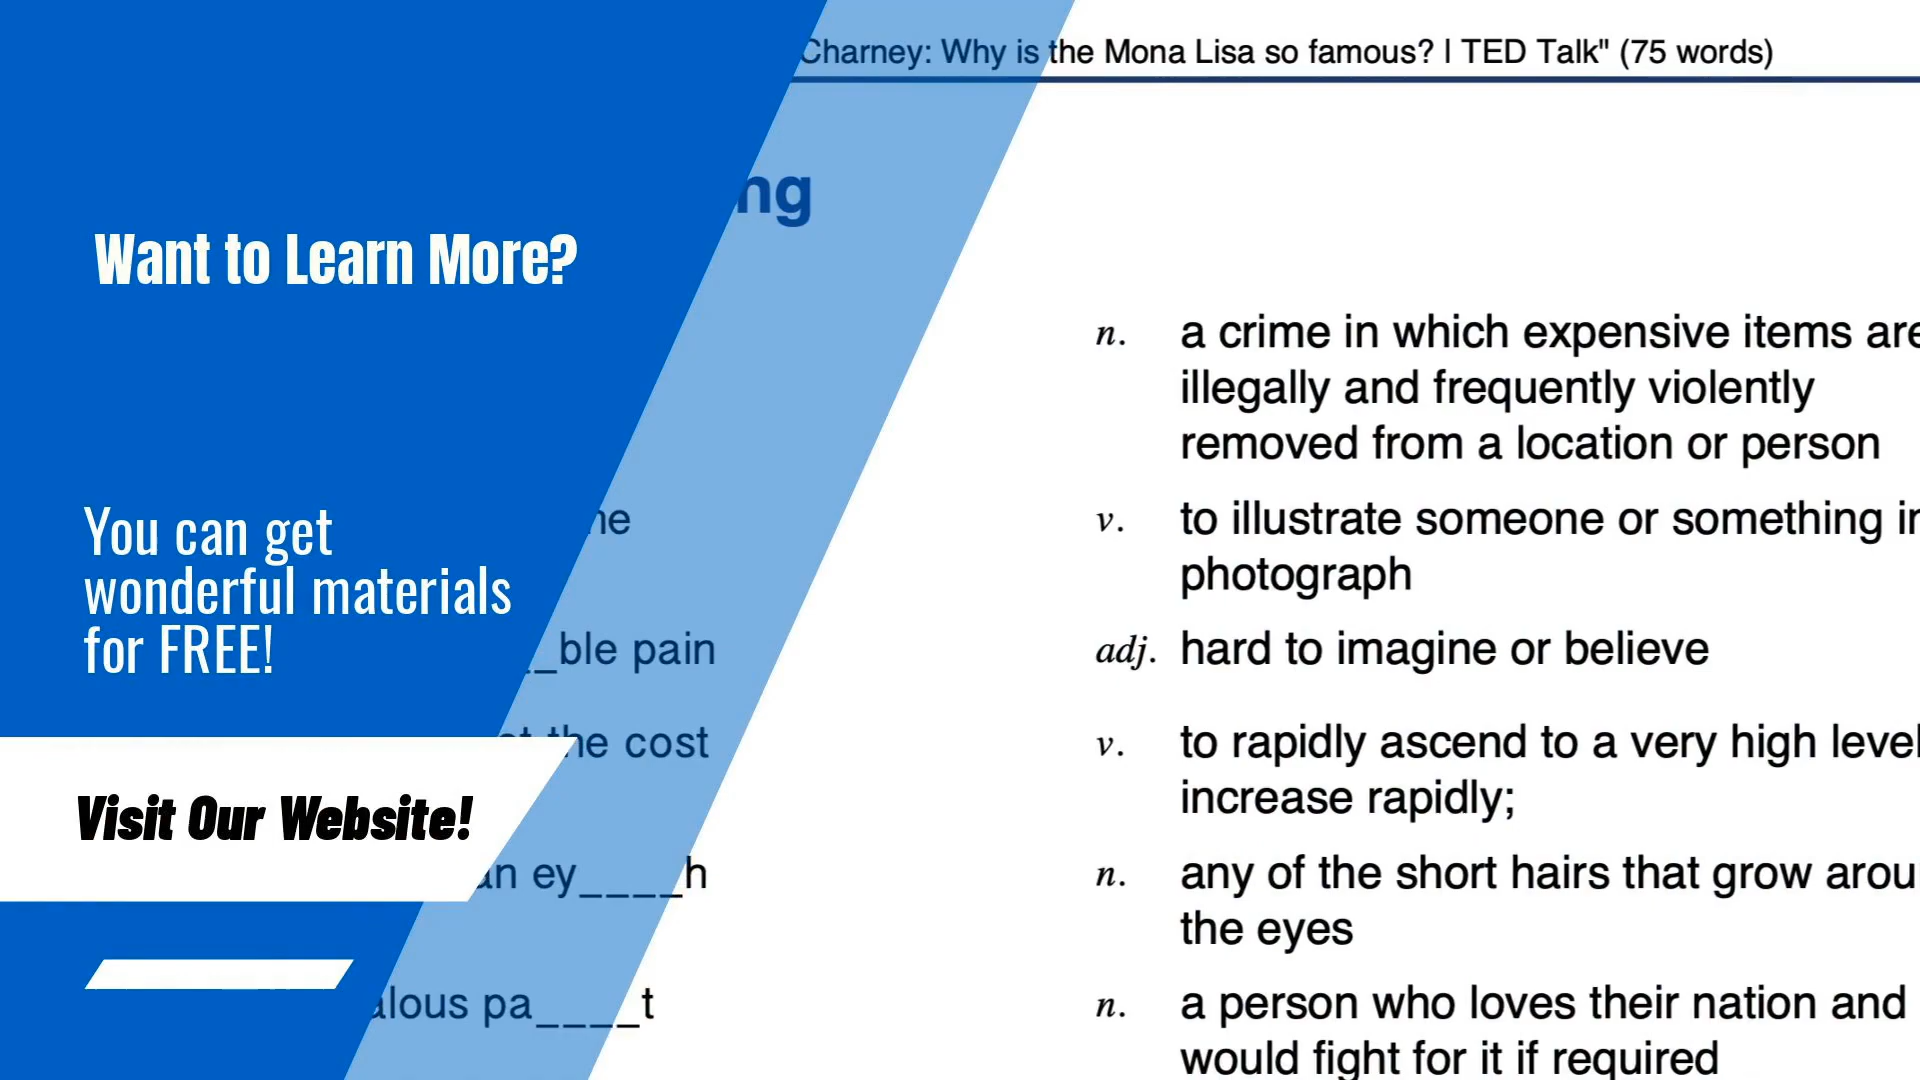 Charney: Why is the Mona Lisa so famous? | TED Talk" (75 words)
ng
Want to Learn More?
You can get
wonderful materials
for FREE!
Visit Our Website!
n. a crime in which expensive items are
illegally and frequently violently
removed from a location or person
ne v. to illustrate someone or something in
photograph
_ble pain adj. hard to imagine or believe
the cost v. to rapidly ascend to a very high level
increase rapidly;
an ey____h n. any of the short hairs that grow arou
the eyes
alous pa____t n. a person who loves their nation and
would fight for it if required